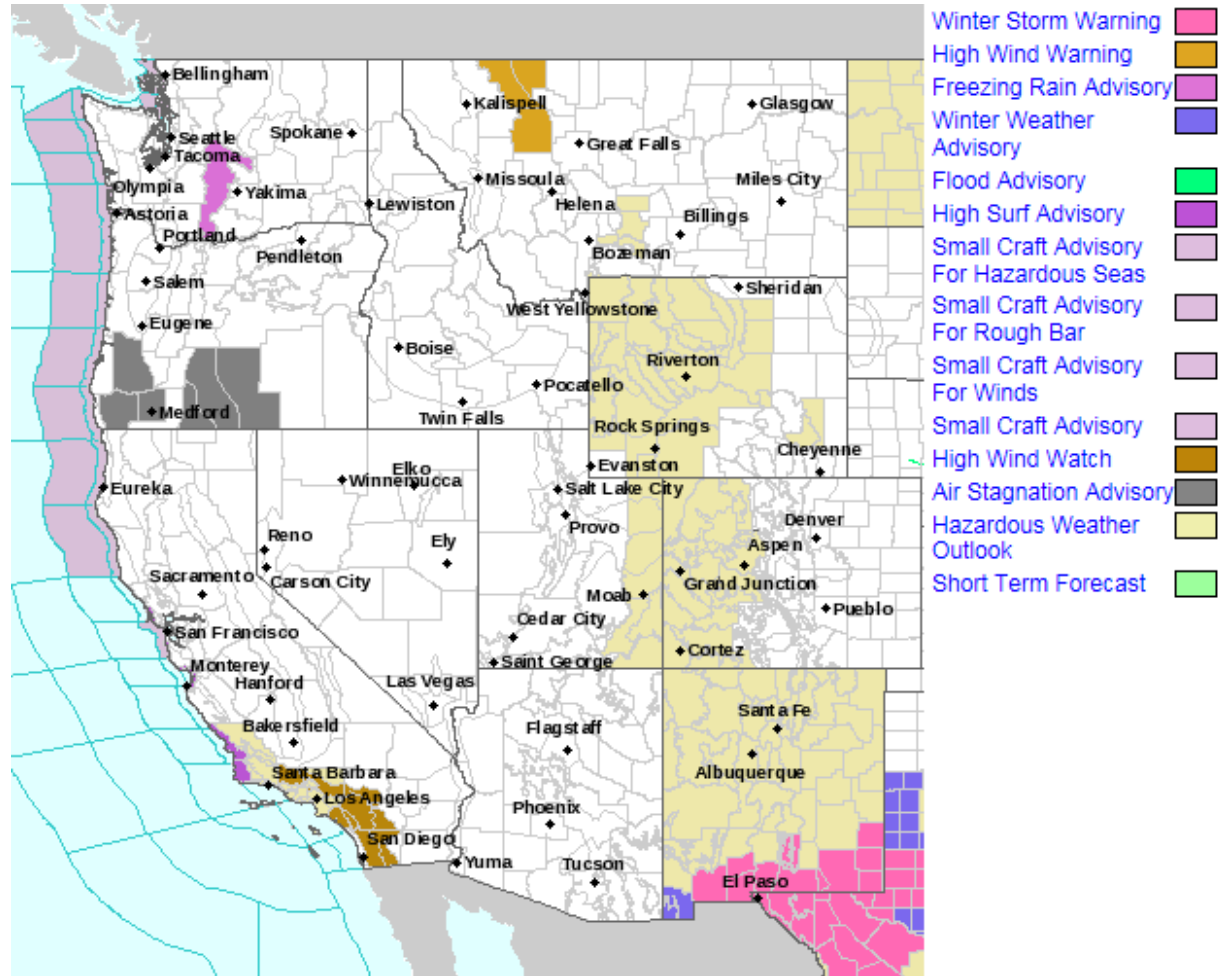 Bellingham
Seattle
Tacoma
Spokane
Olympia
Yakima
Astoria
Portland
Pendleton
Lewiston
Salem
Eugene
Medford
Kalispell
Glasgow
Great Falls
Missoula
Helena
Miles City
Billings
Bozeman
West Yellowstone
Sheridan
Boise
Riverton
Pocatello
Twin Falls
Rock Springs
Cheyenne
Evanston
Eureka
Winnemucca
Elko
Salt Lake City
Provo
Reno
Carson City
Ely
Denver
Aspen
Grand Junction
Sacramento
San Francisco
Moab
Pueblo
Cedar City
Saint George
Cortez
Monterey
Hanford
Las Vegas
Bakersfield
Flagstaff
Santa Fe
Albuquerque
Santa Barbara
Los Angeles
Phoenix
San Diego
Yuma
Tucson
El Paso
Winter Storm Warning
High Wind Warning
Freezing Rain Advisory
Winter Weather
Advisory
Flood Advisory
High Surf Advisory
Small Craft Advisory
For Hazardous Seas
Small Craft Advisory
For Rough Bar
Small Craft Advisory
For Winds
Small Craft Advisory
High Wind Watch
Air Stagnation Advisory
Hazardous Weather
Outlook
Short Term Forecast